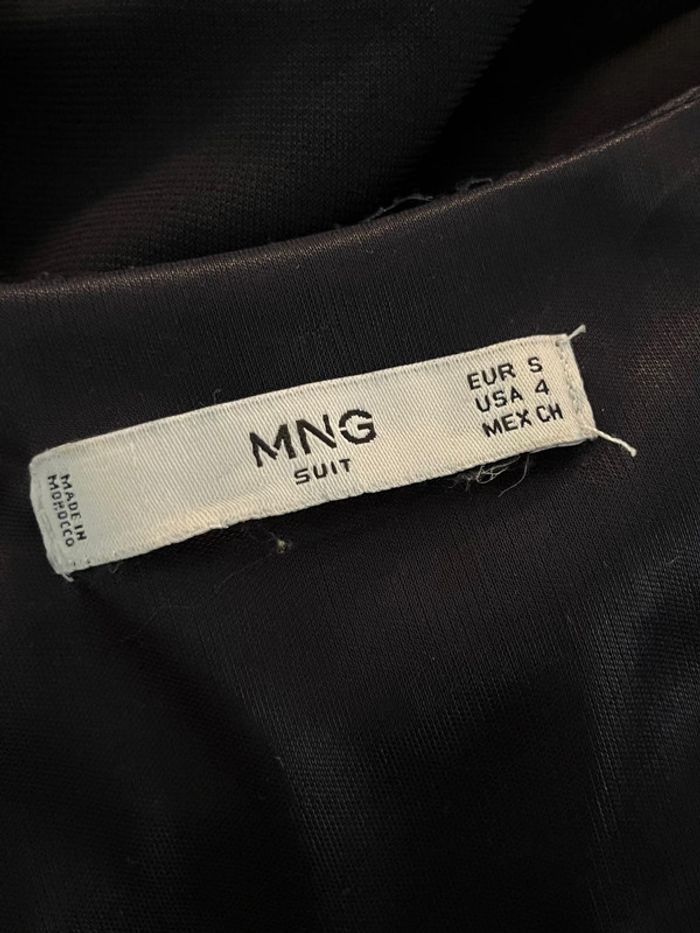 MADE IN
MOROCCO
MNG
SUIT
EUR S
USA 4
MEX CH